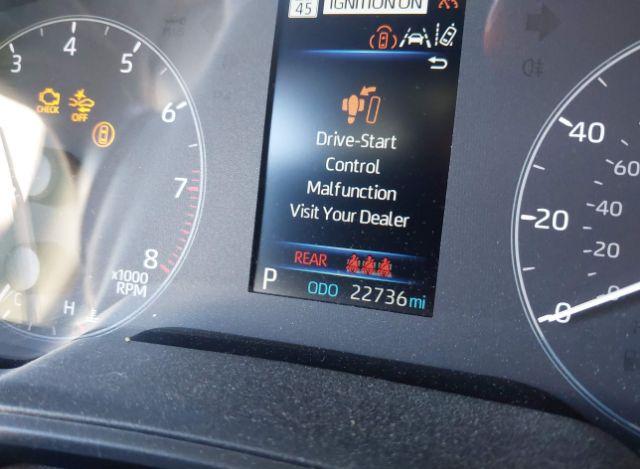 45 IGNITION ON
3 4 5 6 7 8
CHECK
OFF
x1000
RPM
C H
Drive-Start
Control
Malfunction
Visit Your Dealer
REAR
P ODO 22736 mi
40
20
0
60
40
20
0